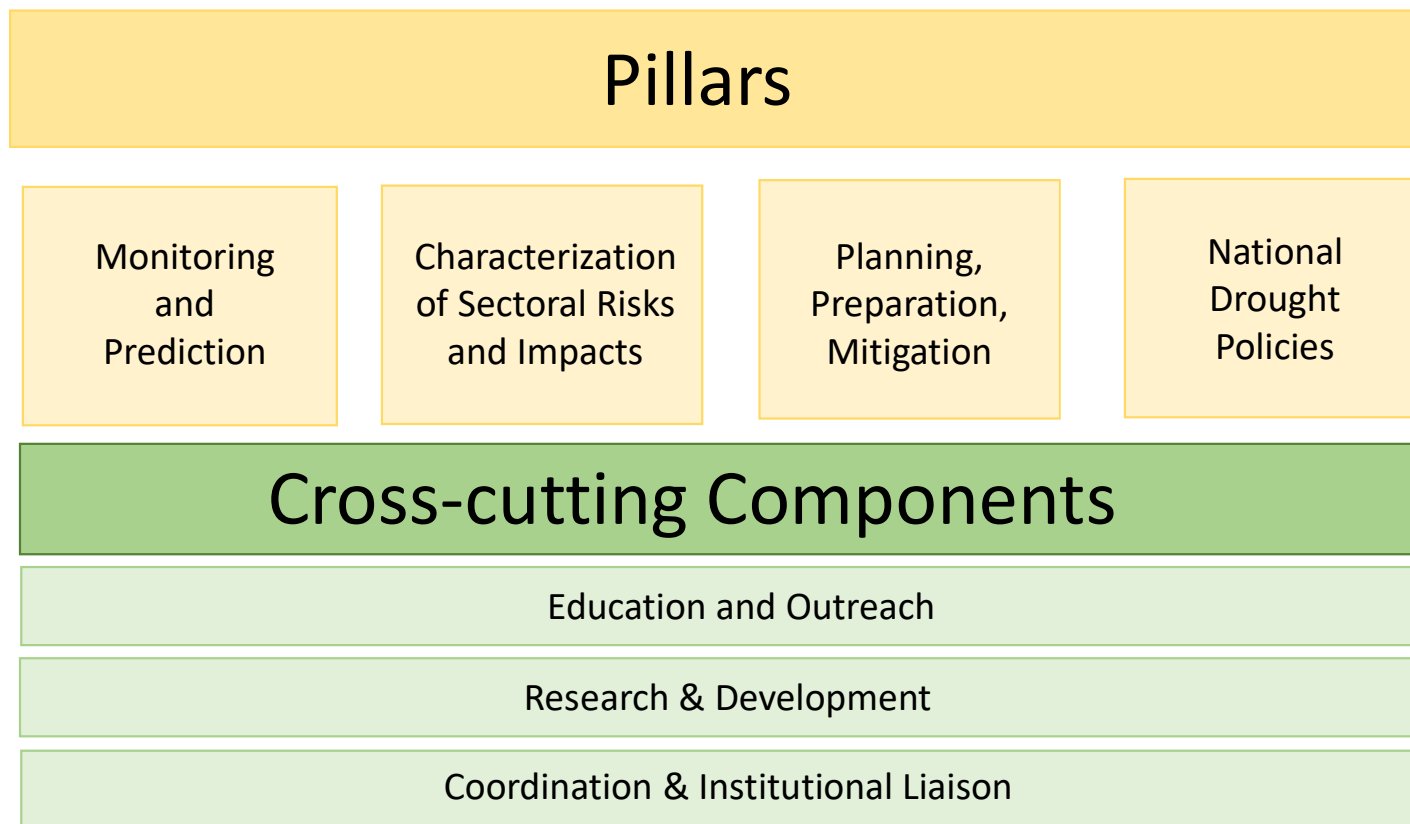 Pillars
Monitoring
and
Prediction
Characterization
of Sectoral Risks
and Impacts
Planning,
Preparation,
Mitigation
National
Drought
Policies
Cross-cutting Components
Education and Outreach
Research & Development
Coordination & Institutional Liaison